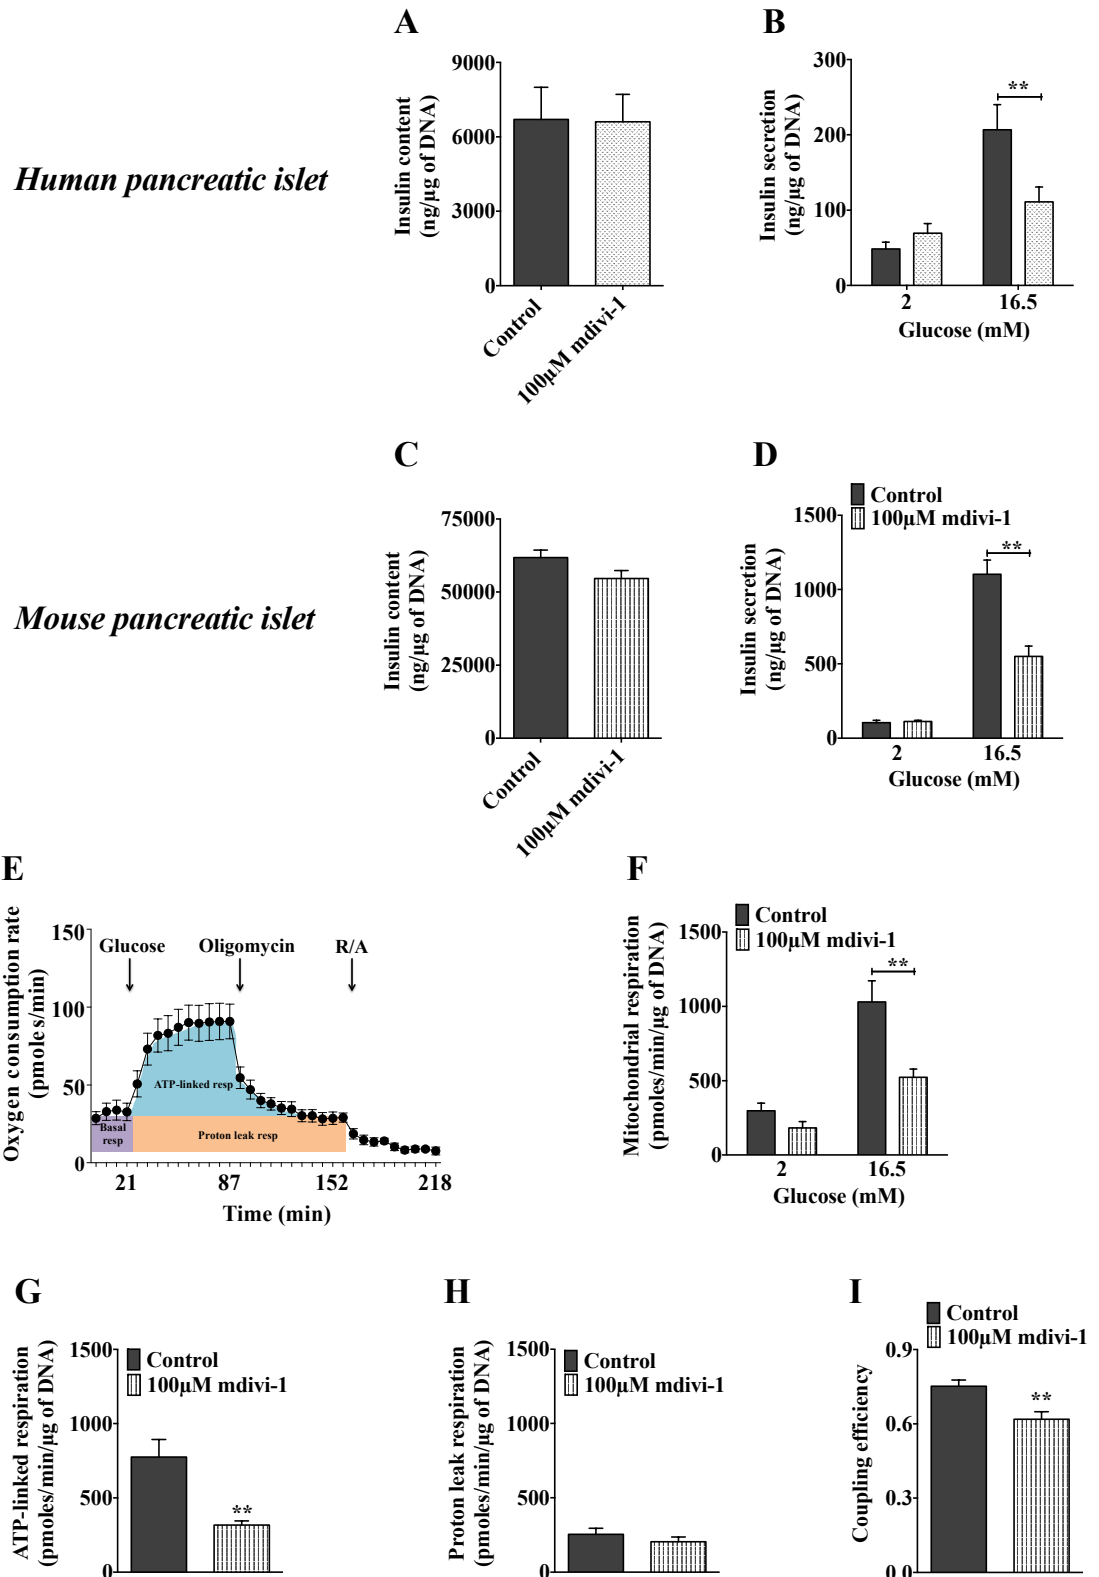 A
Insulin content
(ng/µg of DNA)
9000
6000
3000
0
Control
100µM mdivi-1
B
Insulin secretion
(ng/µg of DNA)
300
200
100
0
**
2
16.5
Glucose (mM)
Human pancreatic islet
C
Insulin content
(ng/µg of DNA)
75000
50000
25000
0
Control
100µM mdivi-1
D
Control
100µM mdivi-1
Insulin secretion
(ng/µg of DNA)
1500
1000
500
0
**
2
16.5
Glucose (mM)
Mouse pancreatic islet
E
Oxygen consumption rate
(pmoles/min)
150
100
50
0
Glucose
Oligomycin
R/A
ATP-linked resp
Basal
resp
Proton leak resp
21
87
152
218
Time (min)
F
Control
100µM mdivi-1
Mitochondrial respiration
(pmoles/min/µg of DNA)
1500
1000
500
0
**
2
16.5
Glucose (mM)
G
ATP-linked respiration
(pmoles/min/µg of DNA)
1500
1000
500
0
Control
100µM mdivi-1
**
H
Proton leak respiration
(pmoles/min/µg of DNA)
1500
1000
500
0
Control
100µM mdivi-1
I
Control
100µM mdivi-1
Coupling efficiency
0.9
0.6
0.3
0.0
**